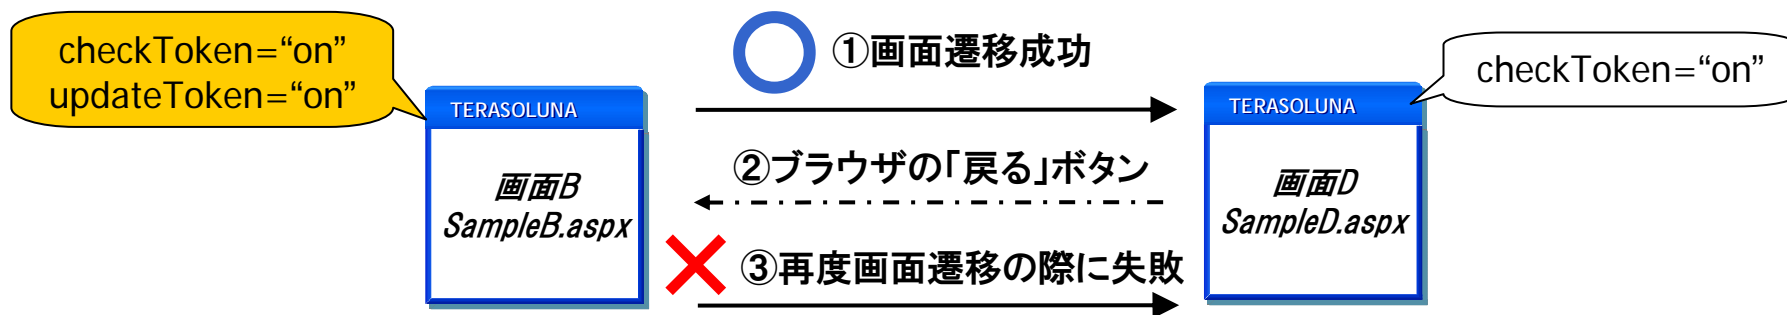 checkToken=“on”
updateToken=“on”
TERASOLUNA
画面B
SampleB.aspx
①画面遷移成功
②ブラウザの「戻る」ボタン
③再度画面遷移の際に失敗
checkToken=“on”
TERASOLUNA
画面D
SampleD.aspx